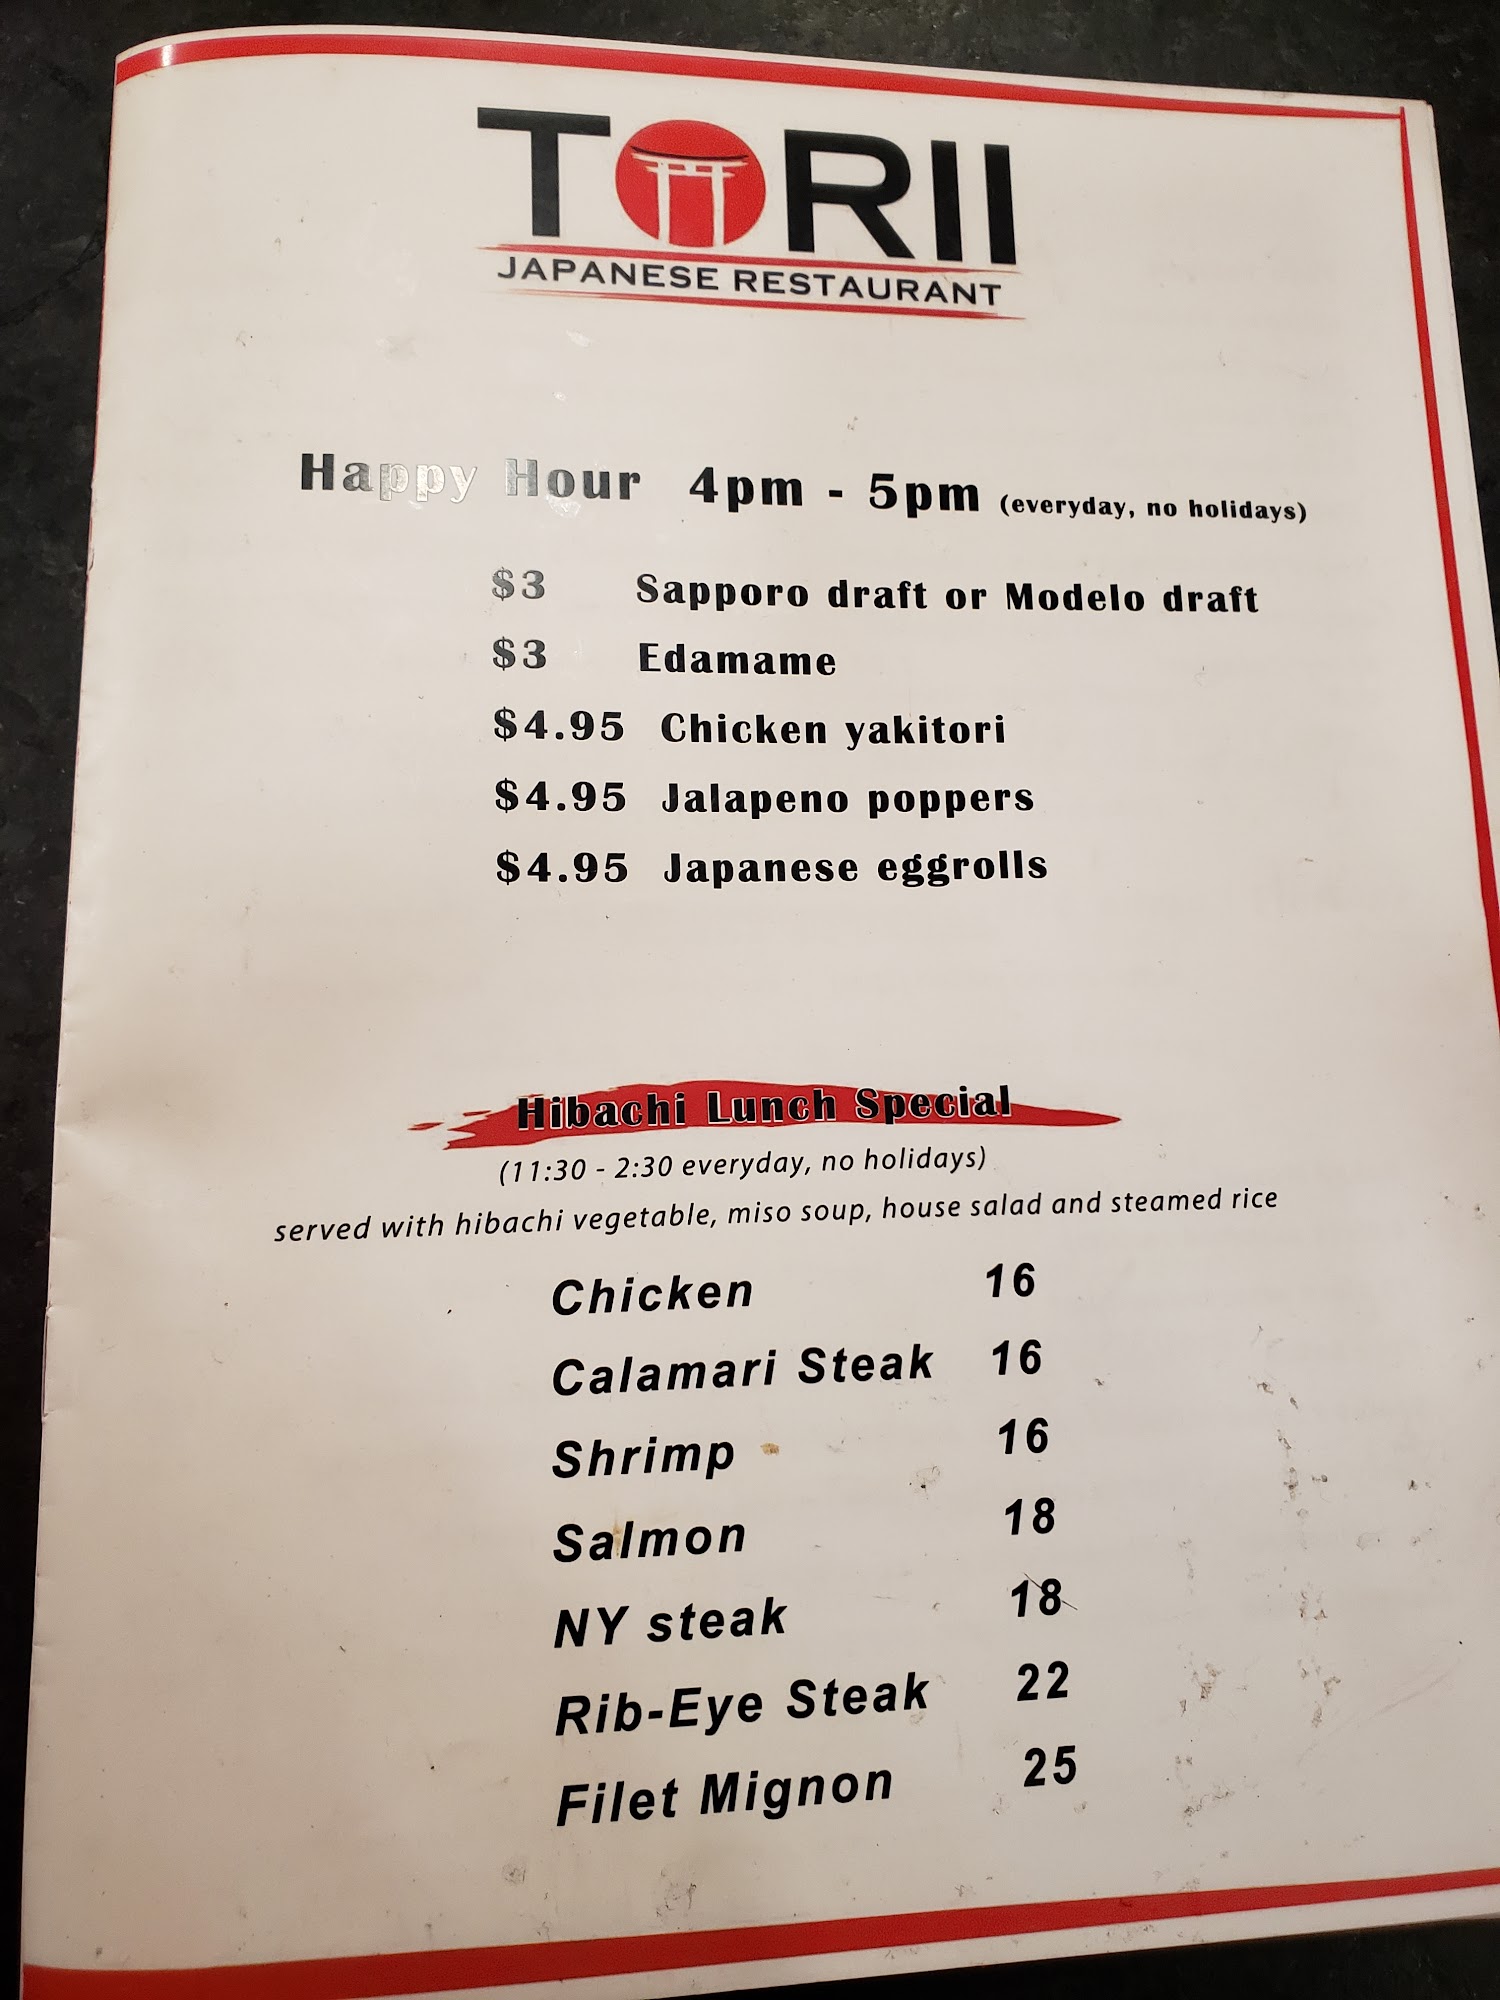 TORII
JAPANESE RESTAURANT
Happy Hour 4pm - 5pm (everyday, no holidays)
$3 Sapporo draft or Modelo draft
$3 Edamame
$4.95 Chicken yakitori
$4.95 Jalapeno poppers
$4.95 Japanese eggrolls
Hibachi Lunch Special
(11:30 - 2:30 everyday, no holidays)
served with hibachi vegetable, miso soup, house salad and steamed rice
Chicken 16
Calamari Steak 16
Shrimp 16
Salmon 18
NY steak 18
Rib-Eye Steak 22
Filet Mignon 25